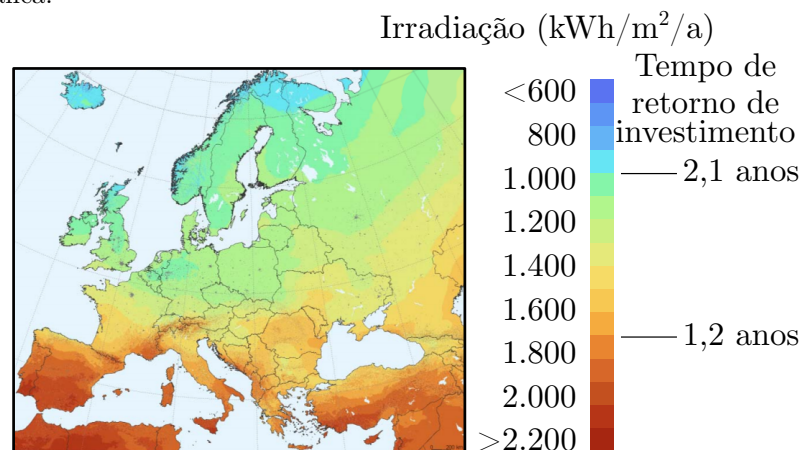 Irradiação (kWh/m²/a)
Tempo de
retorno de
investimento
<600
800
1.000
2,1 anos
1.200
1.400
1.600
1,2 anos
1.800
2.000
>2.200